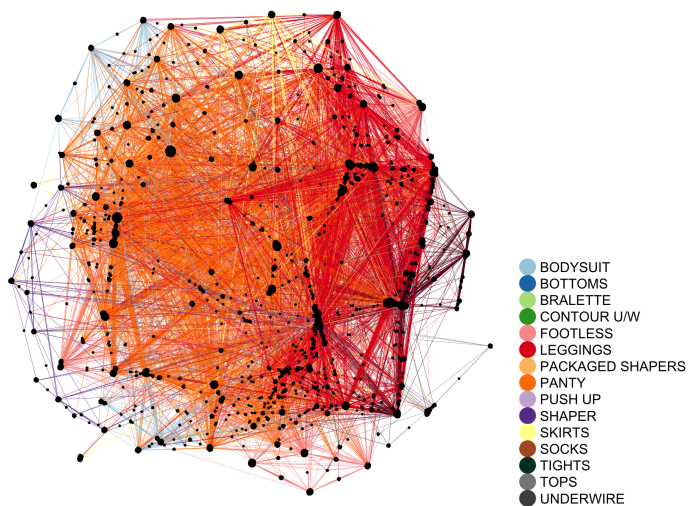 BODYSUIT
BOTTOMS
BRALETTE
CONTOUR U/W
FOOTLESS
LEGGINGS
PACKAGED SHAPERS
PANTY
PUSH UP
SHAPER
SKIRTS
SOCKS
TIGHTS
TOPS
UNDERWIRE